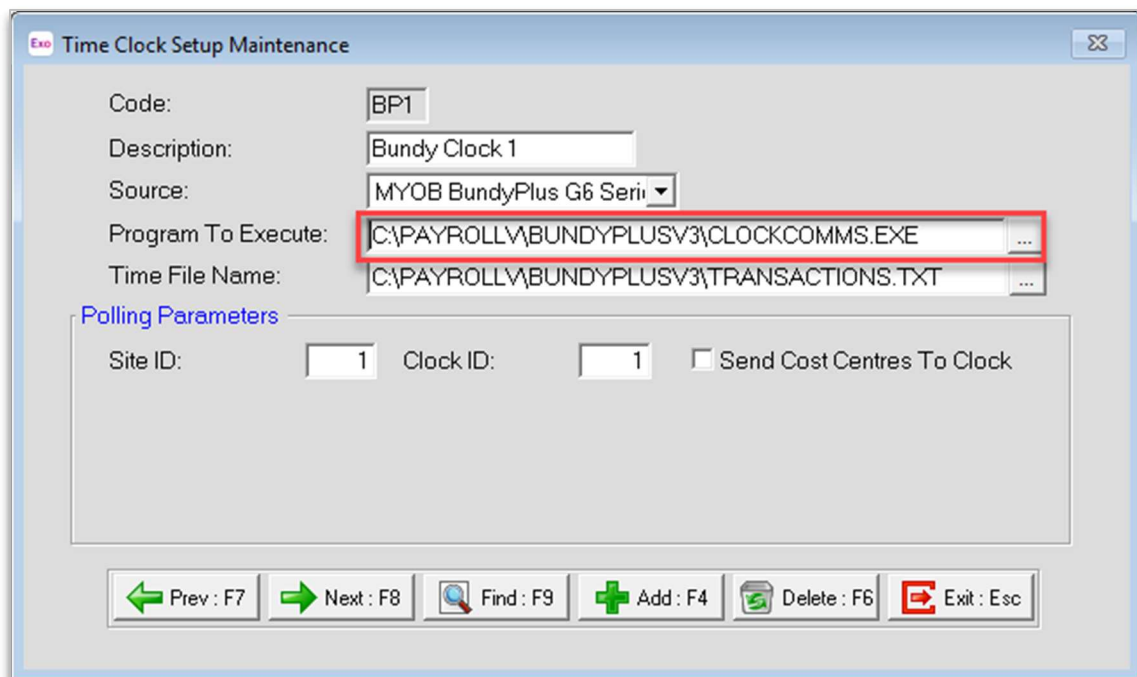 Exo Time Clock Setup Maintenance
Code: BP1
Description: Bundy Clock 1
Source: MYOB BundyPlus G6 Seri
Program To Execute: C:\PAYROLLV\BUNDYPLUSV3\CLOCKCOMMS.EXE ...
Time File Name: C:\PAYROLLV\BUNDYPLUSV3\TRANSACTIONS.TXT ...
Polling Parameters
Site ID: 1 Clock ID: 1 Send Cost Centres To Clock
Prev : F7 Next : F8 Find : F9 Add : F4 Delete : F6 Exit : Esc